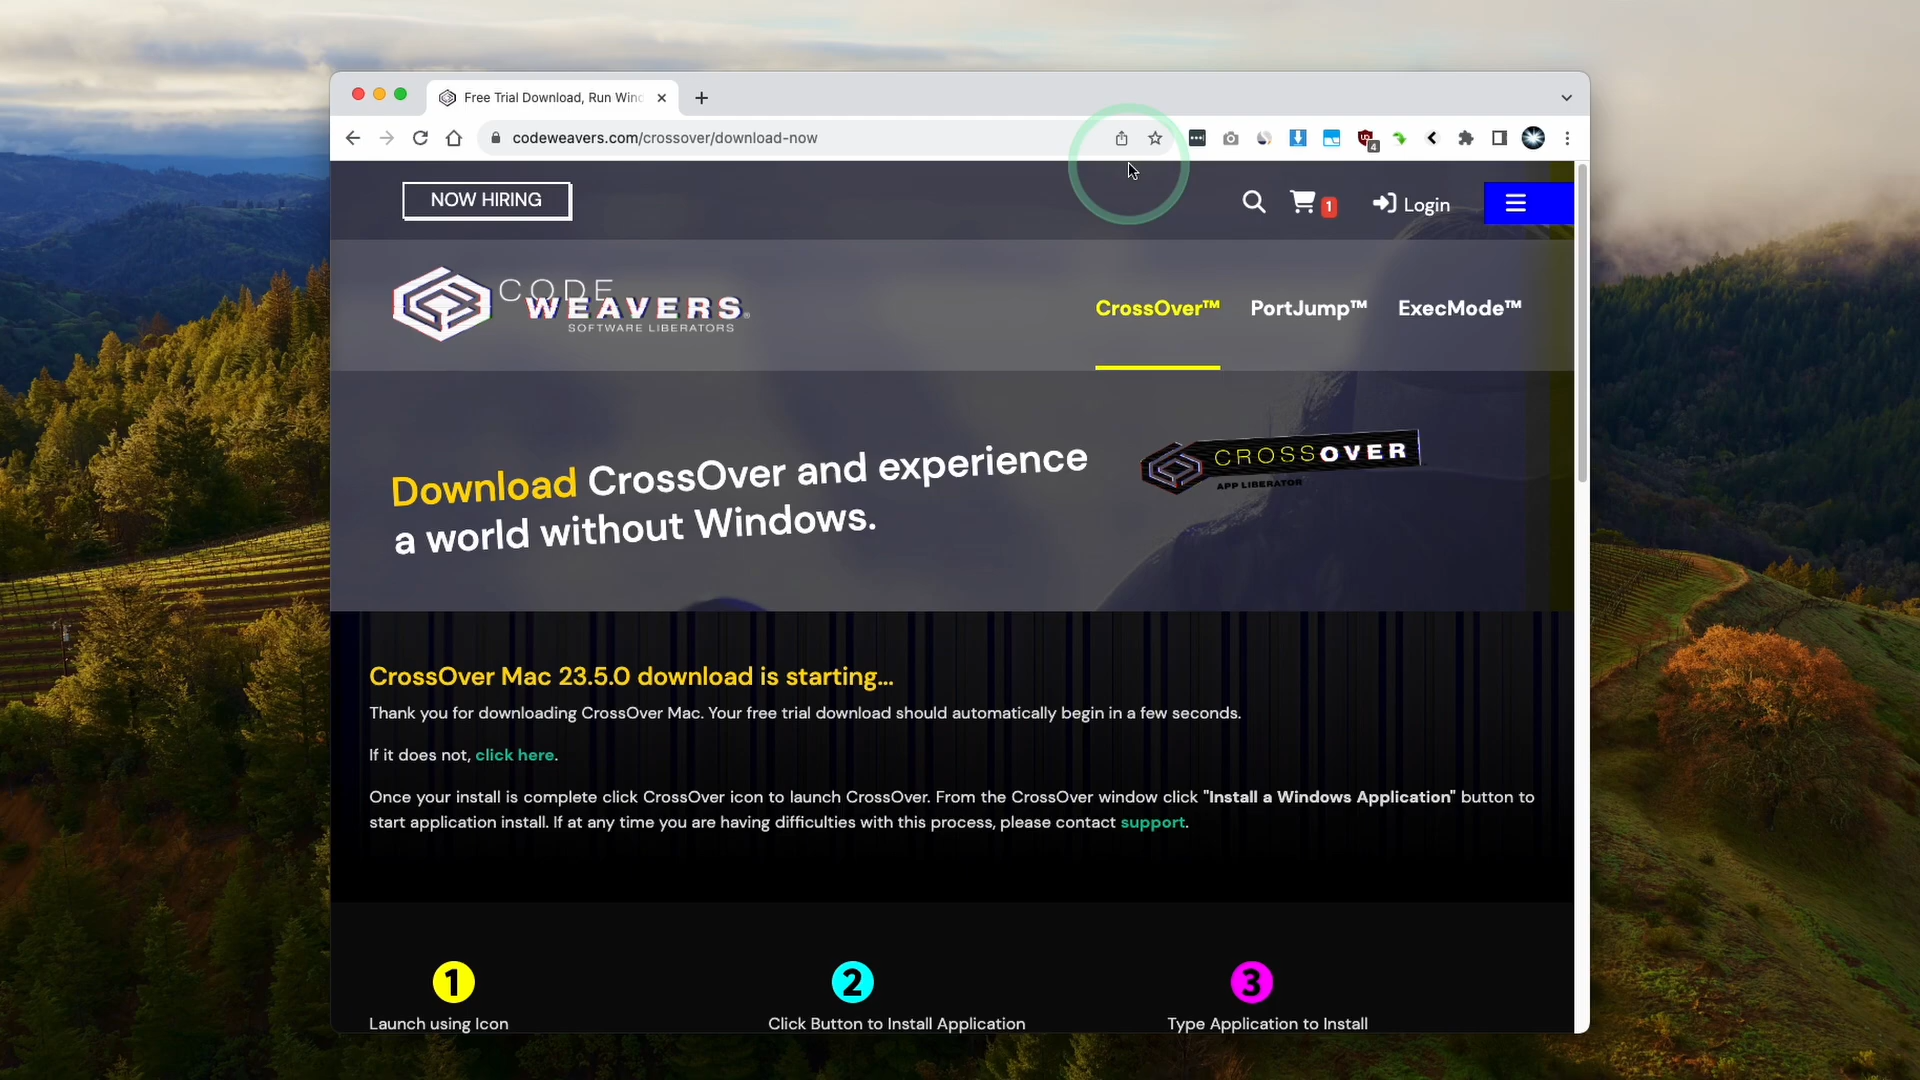 Free Trial Download, Run Win
codeweavers.com/crossover/download-now
4
NOW HIRING
1
Login
CODE
WEAVERS®
SOFTWARE LIBERATORS
CrossOver™ PortJump™ ExecMode™
Download CrossOver and experience
a world without Windows.
CROSSOVER
APP LIBERATOR
CrossOver Mac 23.5.0 download is starting...
Thank you for downloading CrossOver Mac. Your free trial download should automatically begin in a few seconds.
If it does not, click here.
Once your install is complete click CrossOver icon to launch CrossOver. From the CrossOver window click "Install a Windows Application" button to
start application install. If at any time you are having difficulties with this process, please contact support.
1 2 3
Launch using Icon Click Button to Install Application Type Application to Install